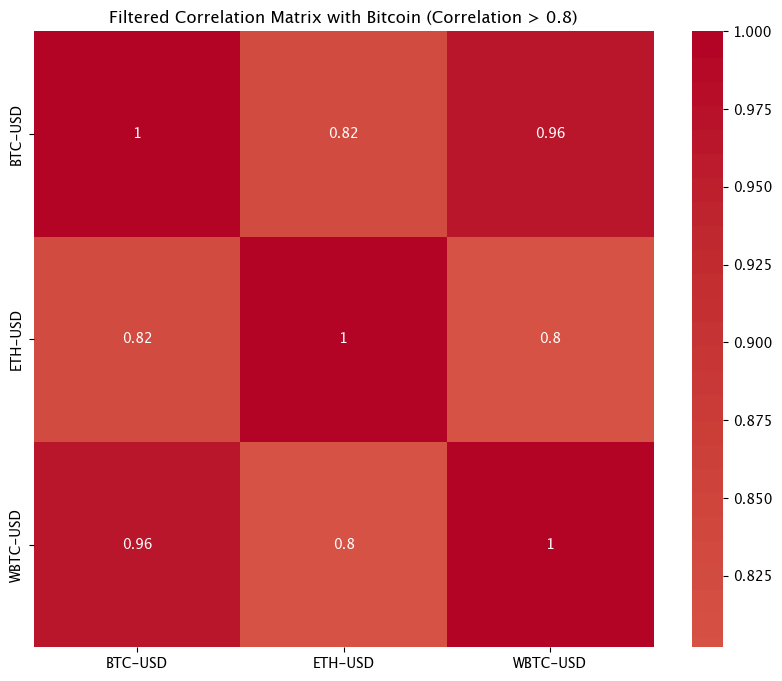 Filtered Correlation Matrix with Bitcoin (Correlation > 0.8)
BTC-USD
1
0.82
0.96
ETH-USD
0.82
1
0.8
WBTC-USD
0.96
0.8
1
BTC-USD
ETH-USD
WBTC-USD
1.000
0.975
0.950
0.925
0.900
0.875
0.850
0.825